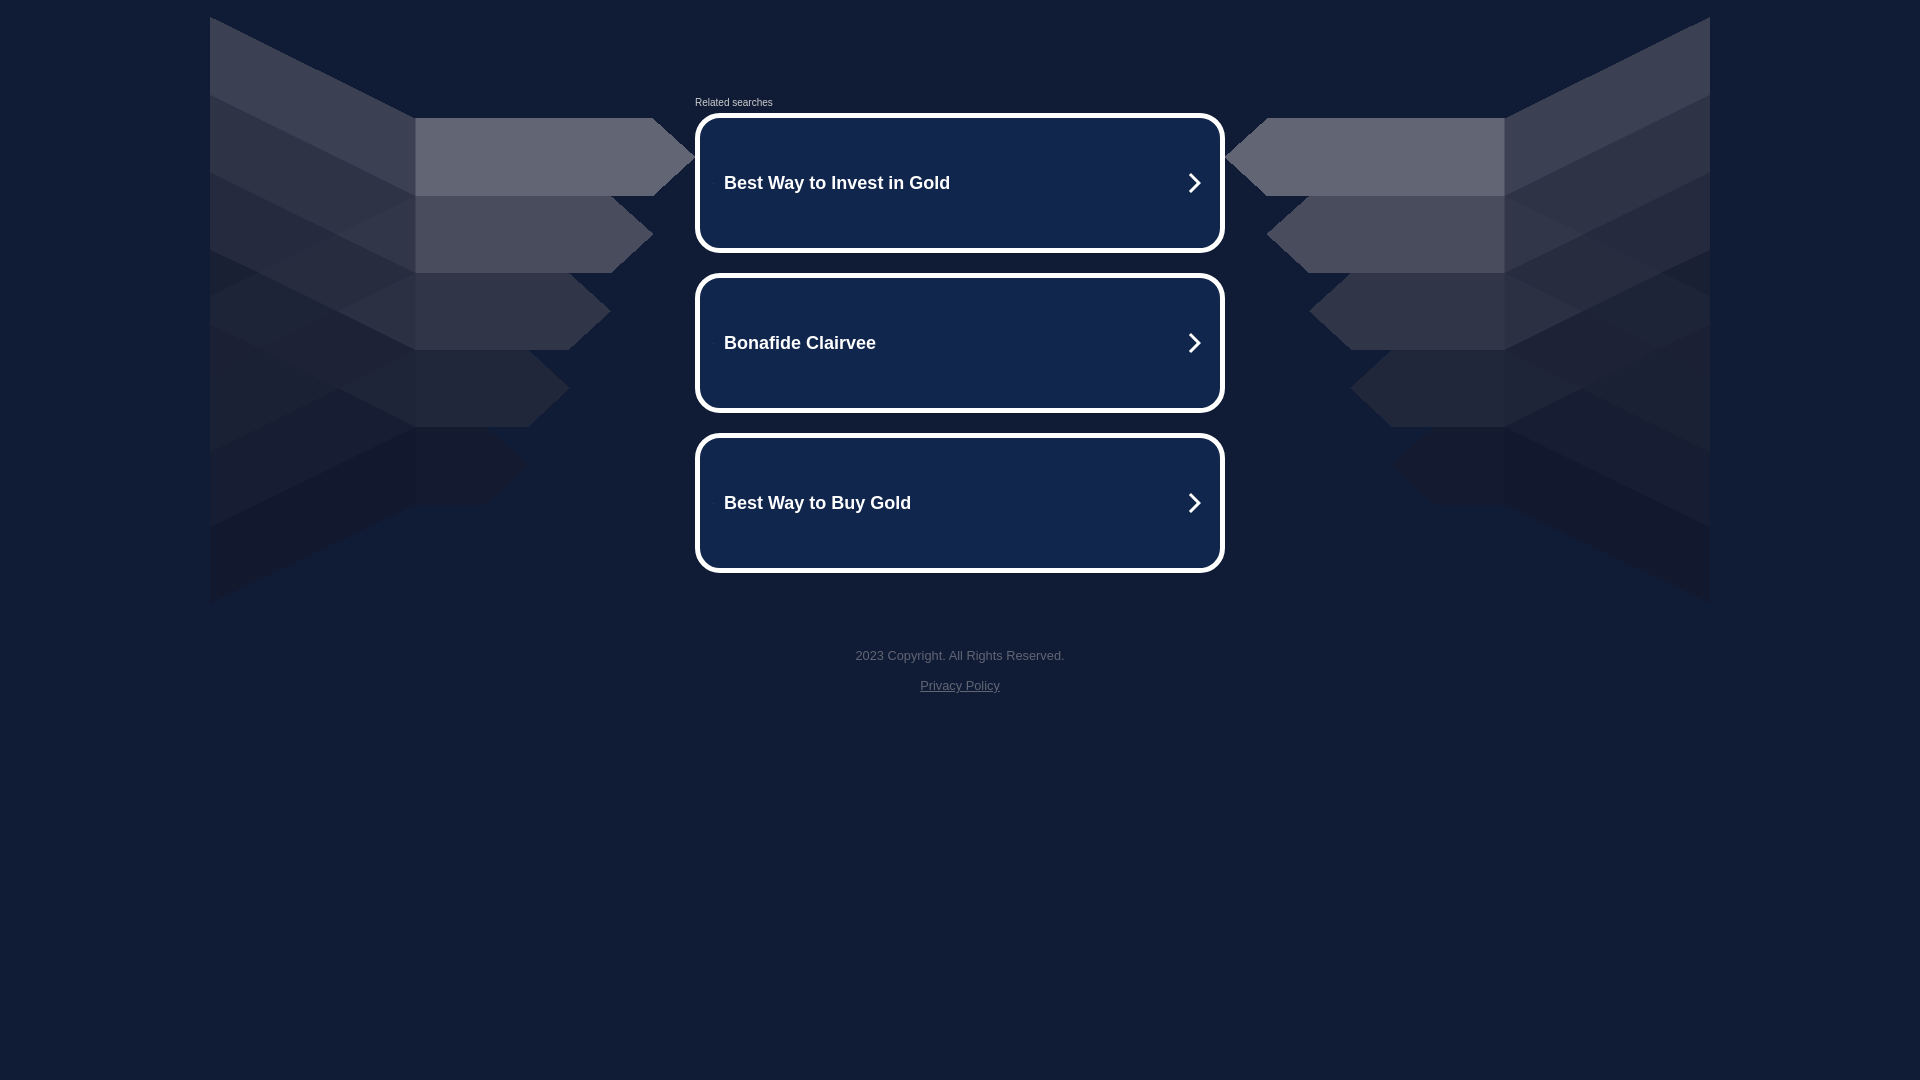 Related searches
Best Way to Invest in Gold
Bonafide Clairvee
Best Way to Buy Gold
2023 Copyright. All Rights Reserved.
Privacy Policy